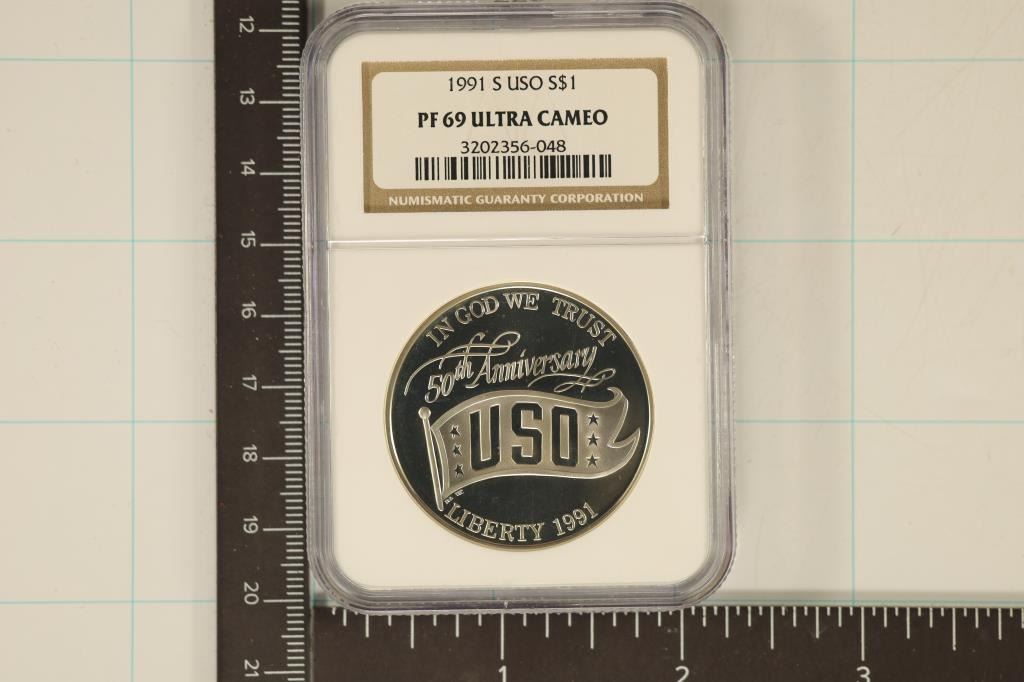 1991 S USO S$1
PF 69 ULTRA CAMEO
3202356-048
NUMISMATIC GUARANTY CORPORATION
IN GOD WE TRUST
50th Anniversary
USO
LIBERTY 1991
12
13
14
15
16
17
18
19
20
21
1 2 3